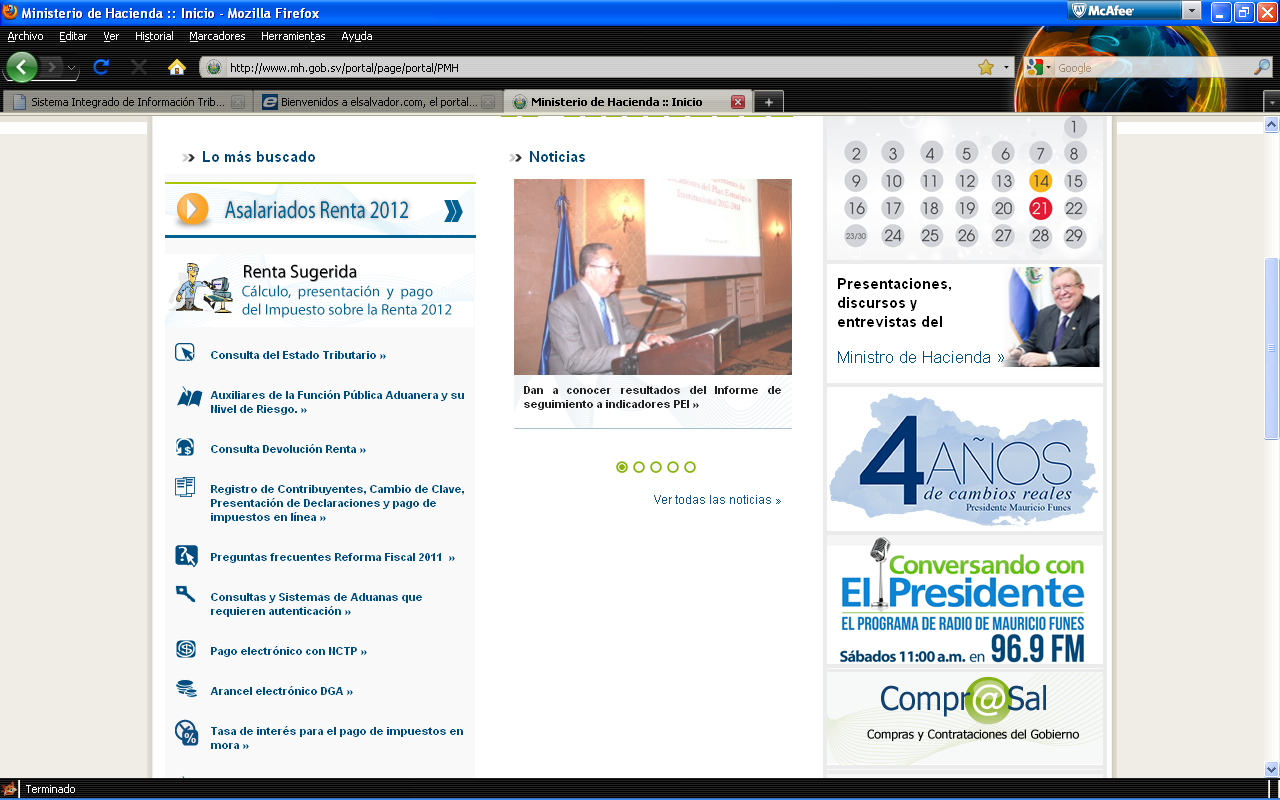 Ministerio de Hacienda :: Inicio - Mozilla Firefox
McAfee
Archivo Editar Ver Historial Marcadores Herramientas Ayuda
http://www.mh.gob.sv/portal/page/portal/PMH
Google
Sistema Integrado de Información Trib...
Bienvenidos a elsalvador.com, el portal...
Ministerio de Hacienda :: Inicio
Lo más buscado
Asalariados Renta 2012
Renta Sugerida
Cálculo, presentación y pago
del Impuesto sobre la Renta 2012
Consulta del Estado Tributario »
Auxiliares de la Función Pública Aduanera y su
Nivel de Riesgo. »
Consulta Devolución Renta »
Registro de Contribuyentes, Cambio de Clave,
Presentación de Declaraciones y pago de
impuestos en línea »
Preguntas frecuentes Reforma Fiscal 2011 »
Consultas y Sistemas de Aduanas que
requieren autenticación »
Pago electrónico con NCTP »
Arancel electrónico DGA »
Tasa de interés para el pago de impuestos en
mora »
Noticias
Dan a conocer resultados del Informe de
seguimiento a indicadores PEI »
Ver todas las noticias »
1
2 3 4 5 6 7 8
9 10 11 12 13 14 15
16 17 18 19 20 21 22
23/30 24 25 26 27 28 29
Presentaciones,
discursos y
entrevistas del
Ministro de Hacienda »
4 AÑOS
de cambios reales
Presidente Mauricio Funes
Conversando con
El Presidente
EL PROGRAMA DE RADIO DE MAURICIO FUNES
Sábados 11:00 a.m. en 96.9 FM
Compr@Sal
Compras y Contrataciones del Gobierno
Terminado